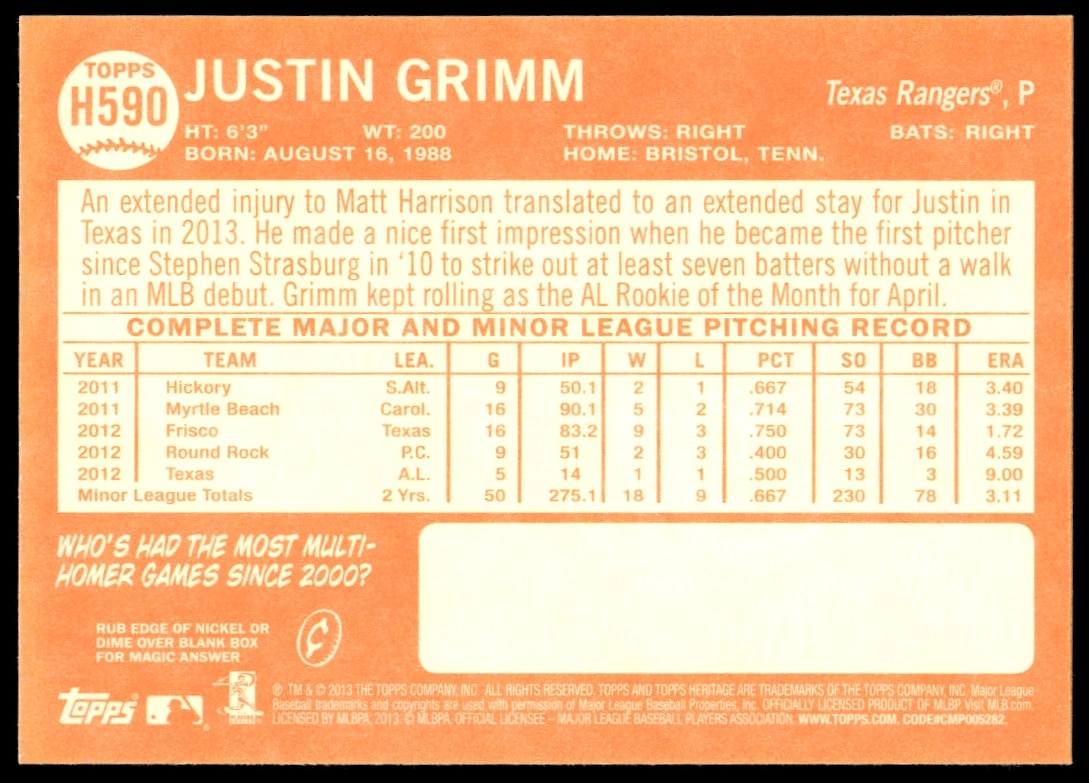 TOPPS
H590
JUSTIN GRIMM
Texas Rangers®, P
HT: 6'3" WT: 200 THROWS: RIGHT BATS: RIGHT
BORN: AUGUST 16, 1988 HOME: BRISTOL, TENN.
An extended injury to Matt Harrison translated to an extended stay for Justin in
Texas in 2013. He made a nice first impression when he became the first pitcher
since Stephen Strasburg in '10 to strike out at least seven batters without a walk
in an MLB debut. Grimm kept rolling as the AL Rookie of the Month for April.
COMPLETE MAJOR AND MINOR LEAGUE PITCHING RECORD
YEAR TEAM LEA. G IP W L PCT SO BB ERA
2011 Hickory S.Alt. 9 50.1 2 1 .667 54 18 3.40
2011 Myrtle Beach Carol. 16 90.1 5 2 .714 73 30 3.39
2012 Frisco Texas 16 83.2 9 3 .750 73 14 1.72
2012 Round Rock P.C. 9 51 2 3 .400 30 16 4.59
2012 Texas A.L. 5 14 1 1 .500 13 3 9.00
Minor League Totals 2 Yrs. 50 275.1 18 9 .667 230 78 3.11
WHO'S HAD THE MOST MULTI-
HOMER GAMES SINCE 2000?
RUB EDGE OF NICKEL OR
DIME OVER BLANK BOX
FOR MAGIC ANSWER
¢
Topps
®, TM & © 2013 THE TOPPS COMPANY, INC. ALL RIGHTS RESERVED. TOPPS AND TOPPS HERITAGE ARE TRADEMARKS OF THE TOPPS COMPANY, INC. Major League
Baseball trademarks and copyrights are used with permission of Major League Baseball Properties, Inc. OFFICIALLY LICENSED PRODUCT OF MLBP Visit MLB.com.
LICENSED BY MLBPA, 2013. © MLBPA, OFFICIAL LICENSEE – MAJOR LEAGUE BASEBALL PLAYERS ASSOCIATION. WWW.TOPPS.COM. CODE#CMP005282.